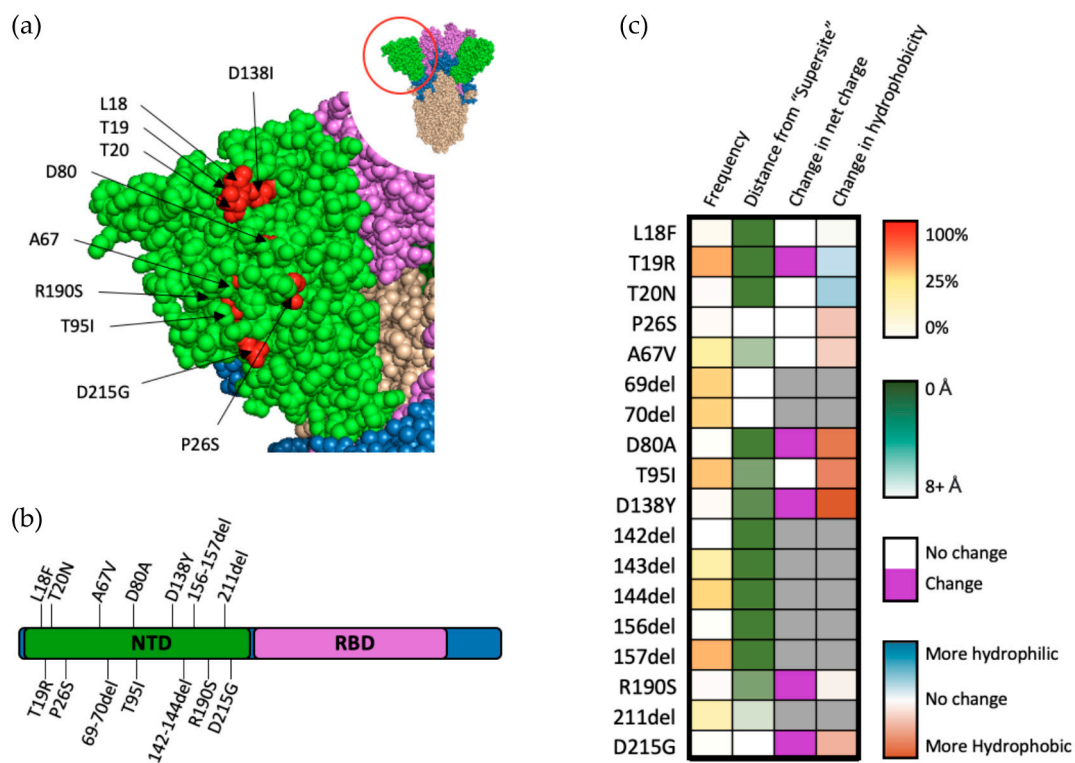 (a)
D138I
L18
T19
T20
D80
A67
R190S
T95I
D215G
P26S
(b)
L18F
T20N
A67V
D80A
D138Y
156-157del
211del
NTD
RBD
T19R
P26S
69-70del
T95I
142-144del
R190S
D215G
(c)
Frequency
Distance from “Supersite”
Change in net charge
Change in hydrophobicity
L18F
T19R
T20N
P26S
A67V
69del
70del
D80A
T95I
D138Y
142del
143del
144del
156del
157del
R190S
211del
D215G
100%
25%
0%
0 Å
8+ Å
No change
Change
More hydrophilic
No change
More Hydrophobic